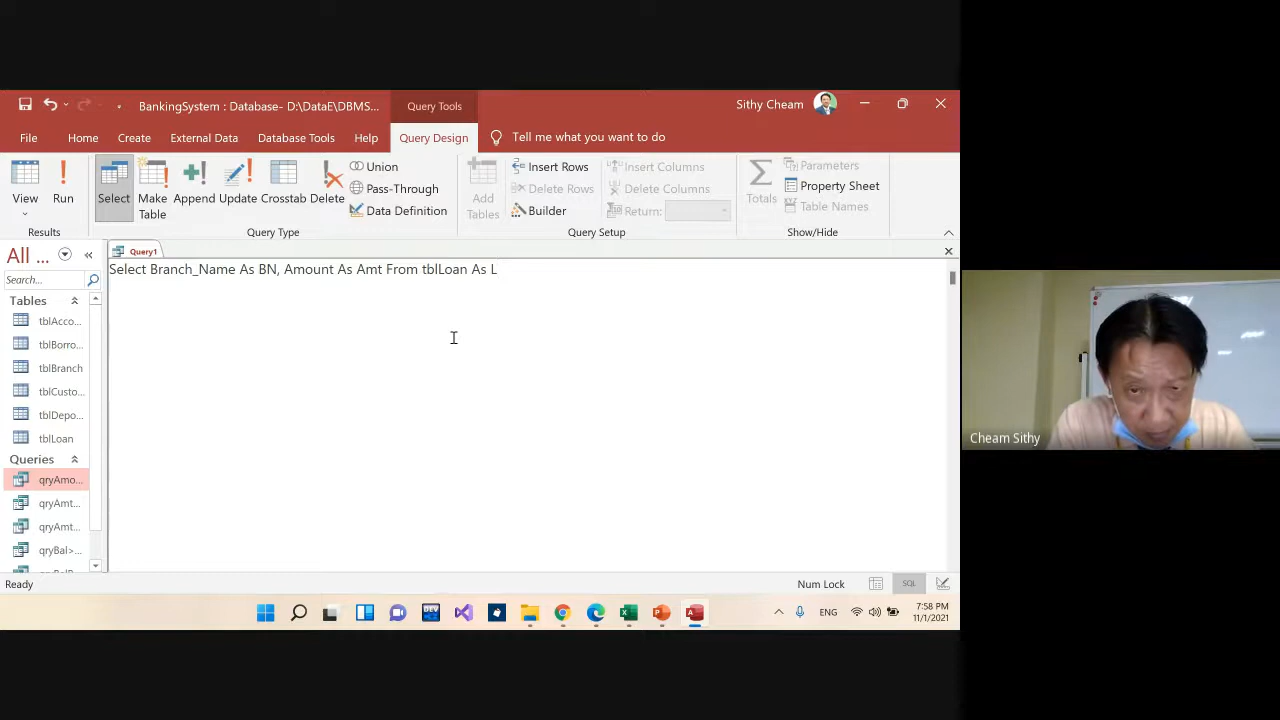 BankingSystem : Database- D:\DataE\DBMS...
Query Tools
Sithy Cheam
File
Home
Create
External Data
Database Tools
Help
Query Design
Tell me what you want to do
View
Run
Select
Make
Table
Append
Update
Crosstab
Delete
Union
Pass-Through
Data Definition
Add
Tables
Insert Rows
Delete Rows
Builder
Insert Columns
Delete Columns
Return:
Totals
Parameters
Property Sheet
Table Names
Results
Query Type
Query Setup
Show/Hide
All ...
Search...
Tables
tblAcco...
tblBorro...
tblBranch
tblCusto...
tblDepo...
tblLoan
Queries
qryAmo...
qryAmt...
qryAmt...
qryBal>...
Query1
Select Branch_Name As BN, Amount As Amt From tblLoan As L
Cheam Sithy
Ready
Num Lock
SQL
DEV
ENG
7:58 PM
11/1/2021